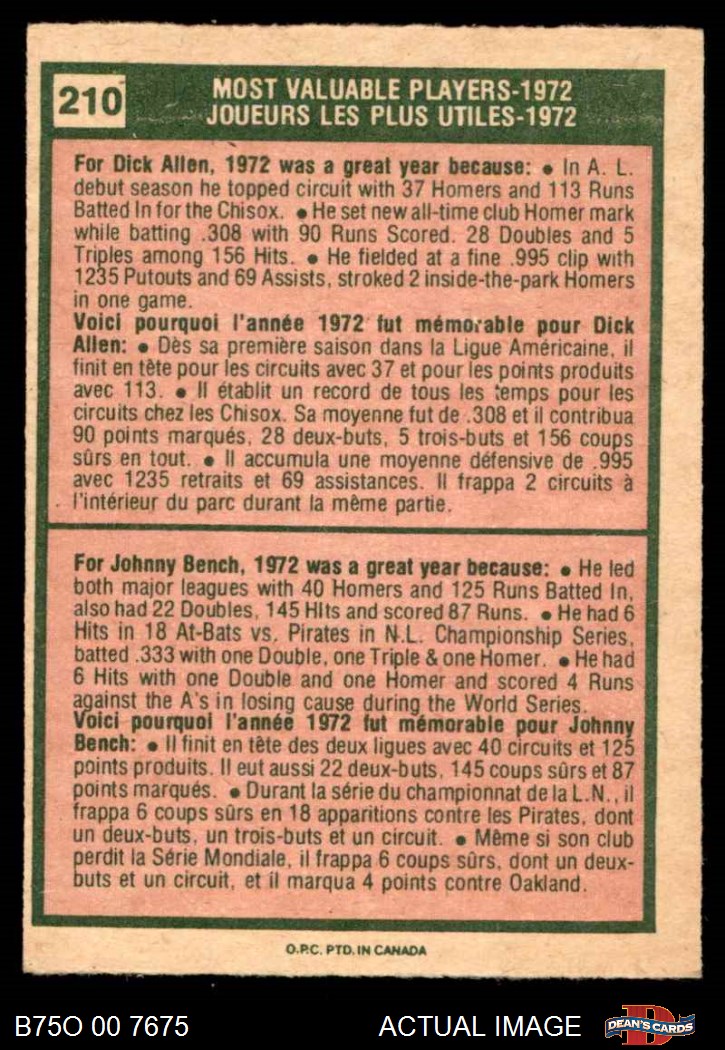 210
MOST VALUABLE PLAYERS-1972
JOUEURS LES PLUS UTILES-1972
For Dick Allen, 1972 was a great year because: • In A. L.
debut season he topped circuit with 37 Homers and 113 Runs
Batted In for the Chisox. • He set new all-time club Homer mark
while batting .308 with 90 Runs Scored. 28 Doubles and 5
Triples among 156 Hits. • He fielded at a fine .995 clip with
1235 Putouts and 69 Assists, stroked 2 inside-the-park Homers
in one game.
Voici pourquoi l'année 1972 fut mémorable pour Dick
Allen: • Dès sa première saison dans la Ligue Américaine, il
finit en tête pour les circuits avec 37 et pour les points produits
avec 113. • Il établit un record de tous les temps pour les
circuits chez les Chisox. Sa moyenne fut de .308 et il contribua
90 points marqués, 28 deux-buts, 5 trois-buts et 156 coups
sûrs en tout. • Il accumula une moyenne défensive de .995
avec 1235 retraits et 69 assistances. Il frappa 2 circuits à
l'intérieur du parc durant la même partie.
For Johnny Bench, 1972 was a great year because: • He led
both major leagues with 40 Homers and 125 Runs Batted In,
also had 22 Doubles, 145 Hits and scored 87 Runs. • He had 6
Hits in 18 At-Bats vs. Pirates in N.L. Championship Series,
batted .333 with one Double, one Triple & one Homer. • He had
6 Hits with one Double and one Homer and scored 4 Runs
against the A's in losing cause during the World Series.
Voici pourquoi l'année 1972 fut mémorable pour Johnny
Bench: • Il finit en tête des deux ligues avec 40 circuits et 125
points produits. Il eut aussi 22 deux-buts, 145 coups sûrs et 87
points marqués. • Durant la série du championnat de la L.N., il
frappa 6 coups sûrs en 18 apparitions contre les Pirates, dont
un deux-buts, un trois-buts et un circuit. • Même si son club
perdit la Série Mondiale, il frappa 6 coups sûrs, dont un deux-
buts et un circuit, et il marqua 4 points contre Oakland.
O.P.C. PTD. IN CANADA
B75O 00 7675
ACTUAL IMAGE
D
DEAN'S CARDS